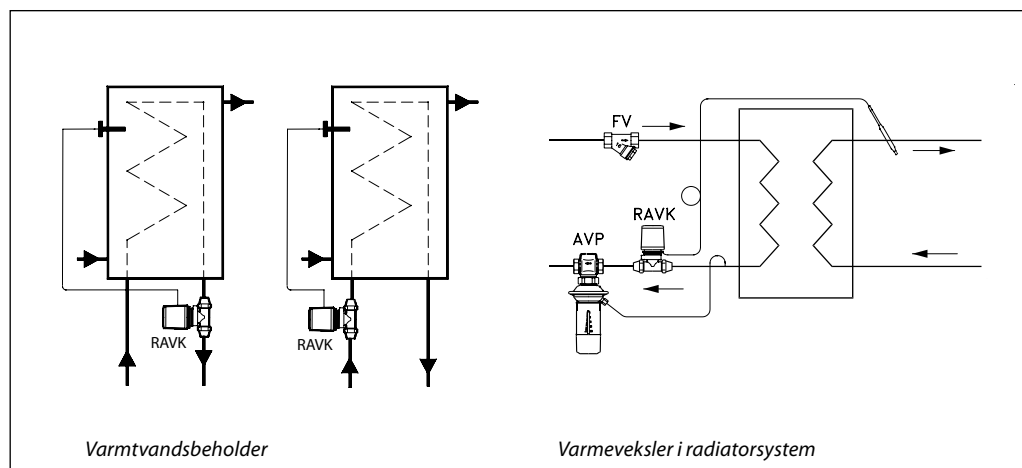 FV
RAVK
AVP
RAVK
RAVK
Varmtvandsbeholder
Varmeveksler i radiatorsystem